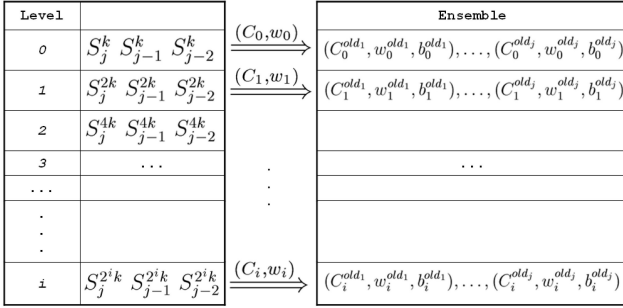 Level Ensemble
0 S_j^k S_{j-1}^k S_{j-2}^k (C_0,w_0) (C_0^{old_1}, w_0^{old_1}, b_0^{old_1}), . . . , (C_0^{old_j}, w_0^{old_j}, b_0^{old_j})
1 S_j^{2k} S_{j-1}^{2k} S_{j-2}^{2k} (C_1,w_1) (C_1^{old_1}, w_1^{old_1}, b_1^{old_1}), . . . , (C_1^{old_j}, w_1^{old_j}, b_1^{old_j})
2 S_j^{4k} S_{j-1}^{4k} S_{j-2}^{4k}
3 ... ...
...
i S_j^{2^i k} S_{j-1}^{2^i k} S_{j-2}^{2^i k} (C_i,w_i) (C_i^{old_1}, w_i^{old_1}, b_i^{old_1}), . . . , (C_i^{old_j}, w_i^{old_j}, b_i^{old_j})